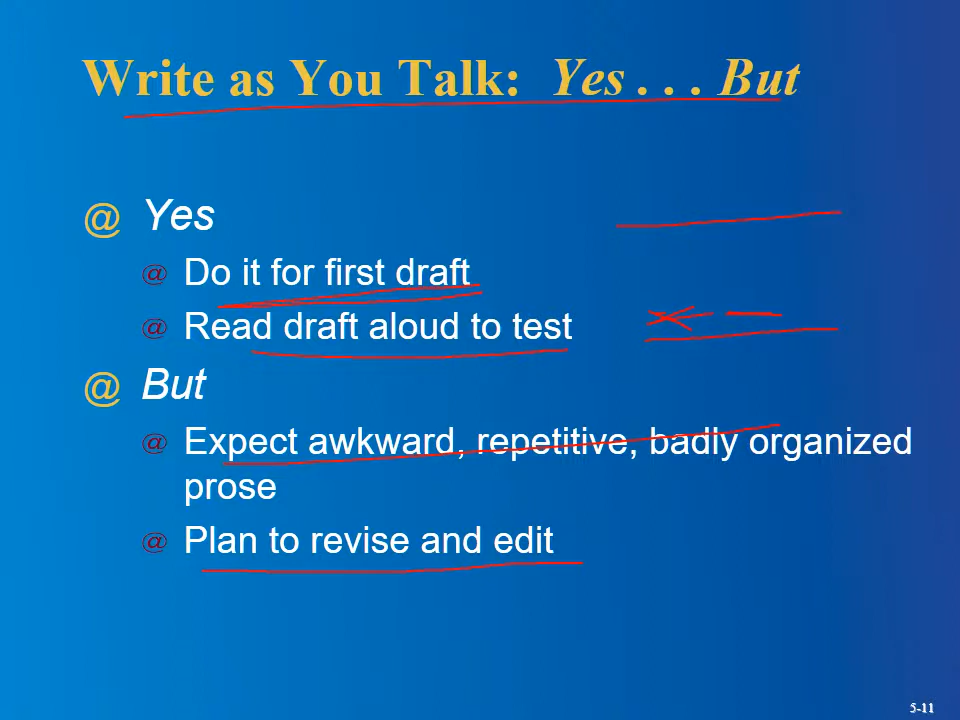 Write as You Talk: Yes . . . But
@ Yes
@ Do it for first draft
@ Read draft aloud to test
@ But
@ Expect awkward, repetitive, badly organized
prose
@ Plan to revise and edit
5-11